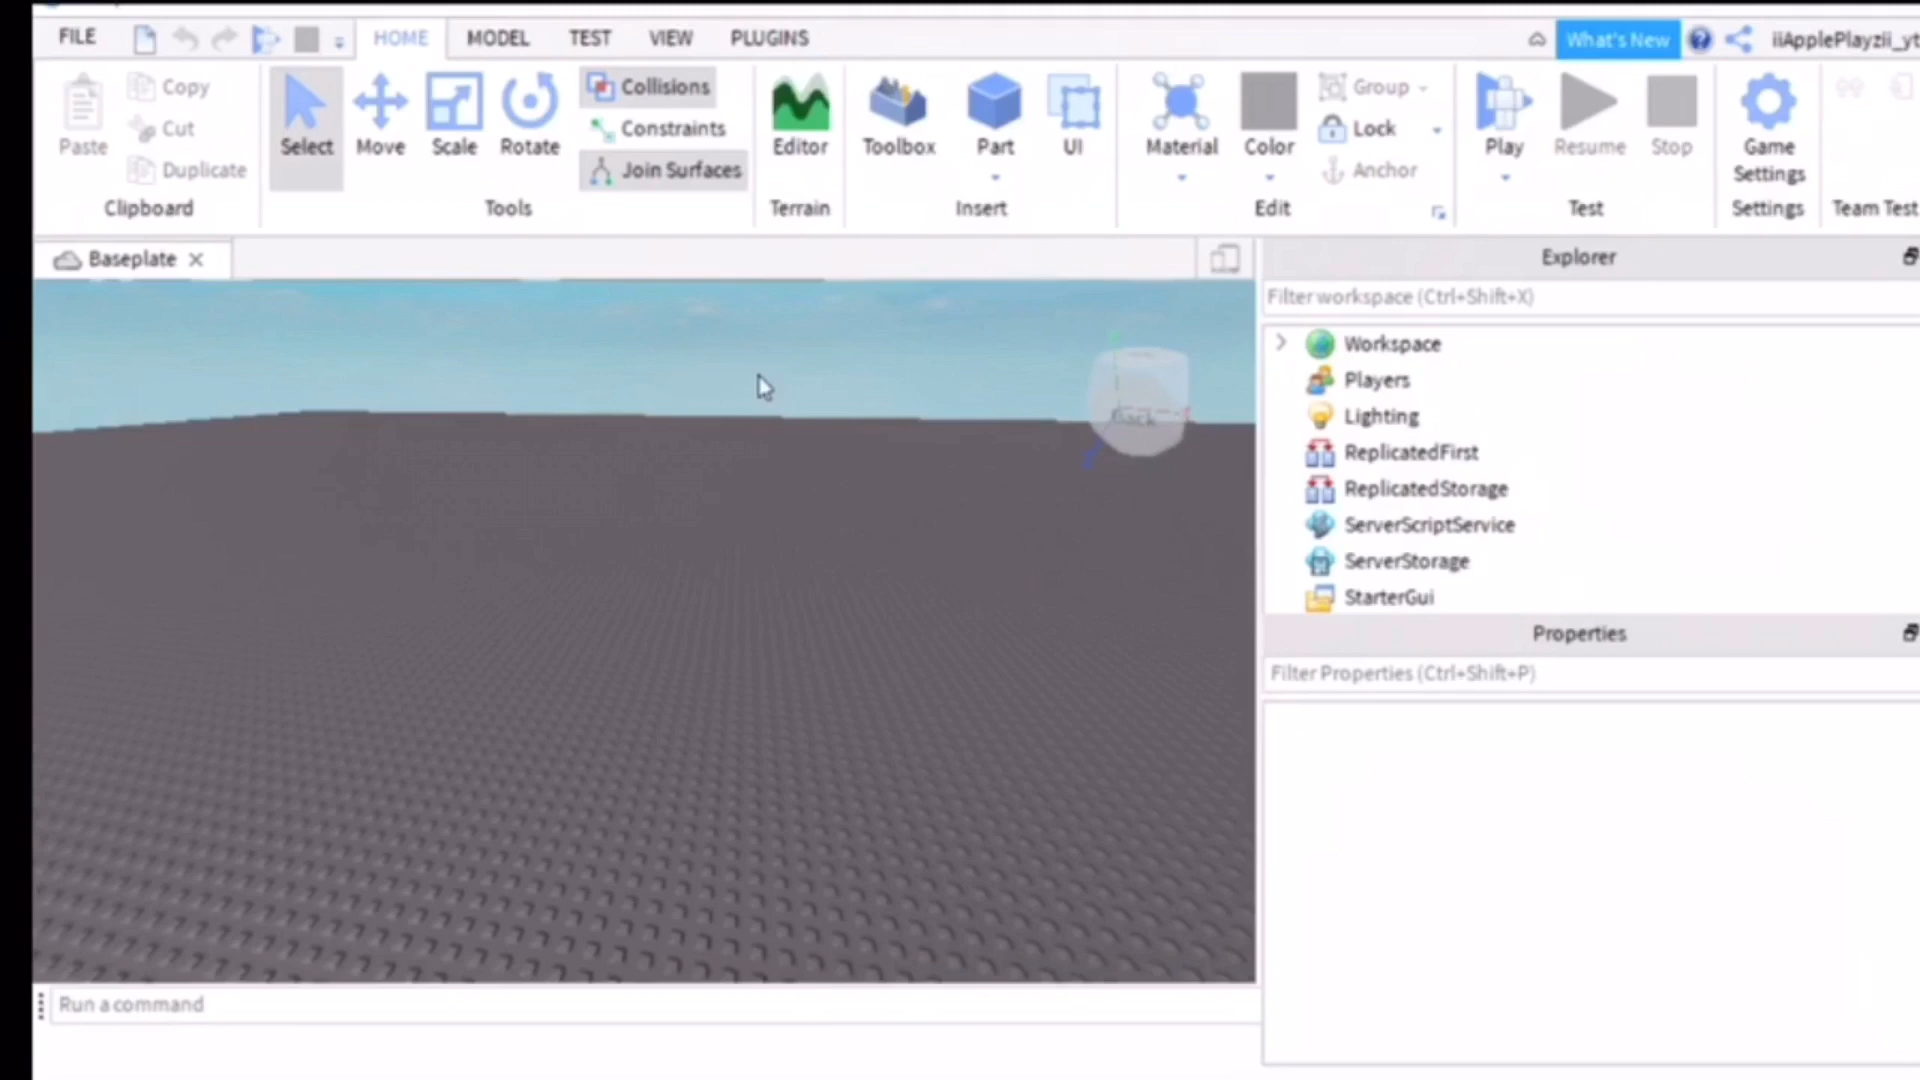 FILE HOME MODEL TEST VIEW PLUGINS What's New iiApplePlayzii_yt
Paste Copy Cut Duplicate
Clipboard
Select Move Scale Rotate Collisions Constraints Join Surfaces
Tools
Editor
Terrain
Toolbox Part UI
Insert
Material Color Group Lock Anchor
Edit
Play Resume Stop
Test
Game Settings
Settings
Team Test
Baseplate
Back
Explorer
Filter workspace (Ctrl+Shift+X)
Workspace
Players
Lighting
ReplicatedFirst
ReplicatedStorage
ServerScriptService
ServerStorage
StarterGui
Properties
Filter Properties (Ctrl+Shift+P)
Run a command